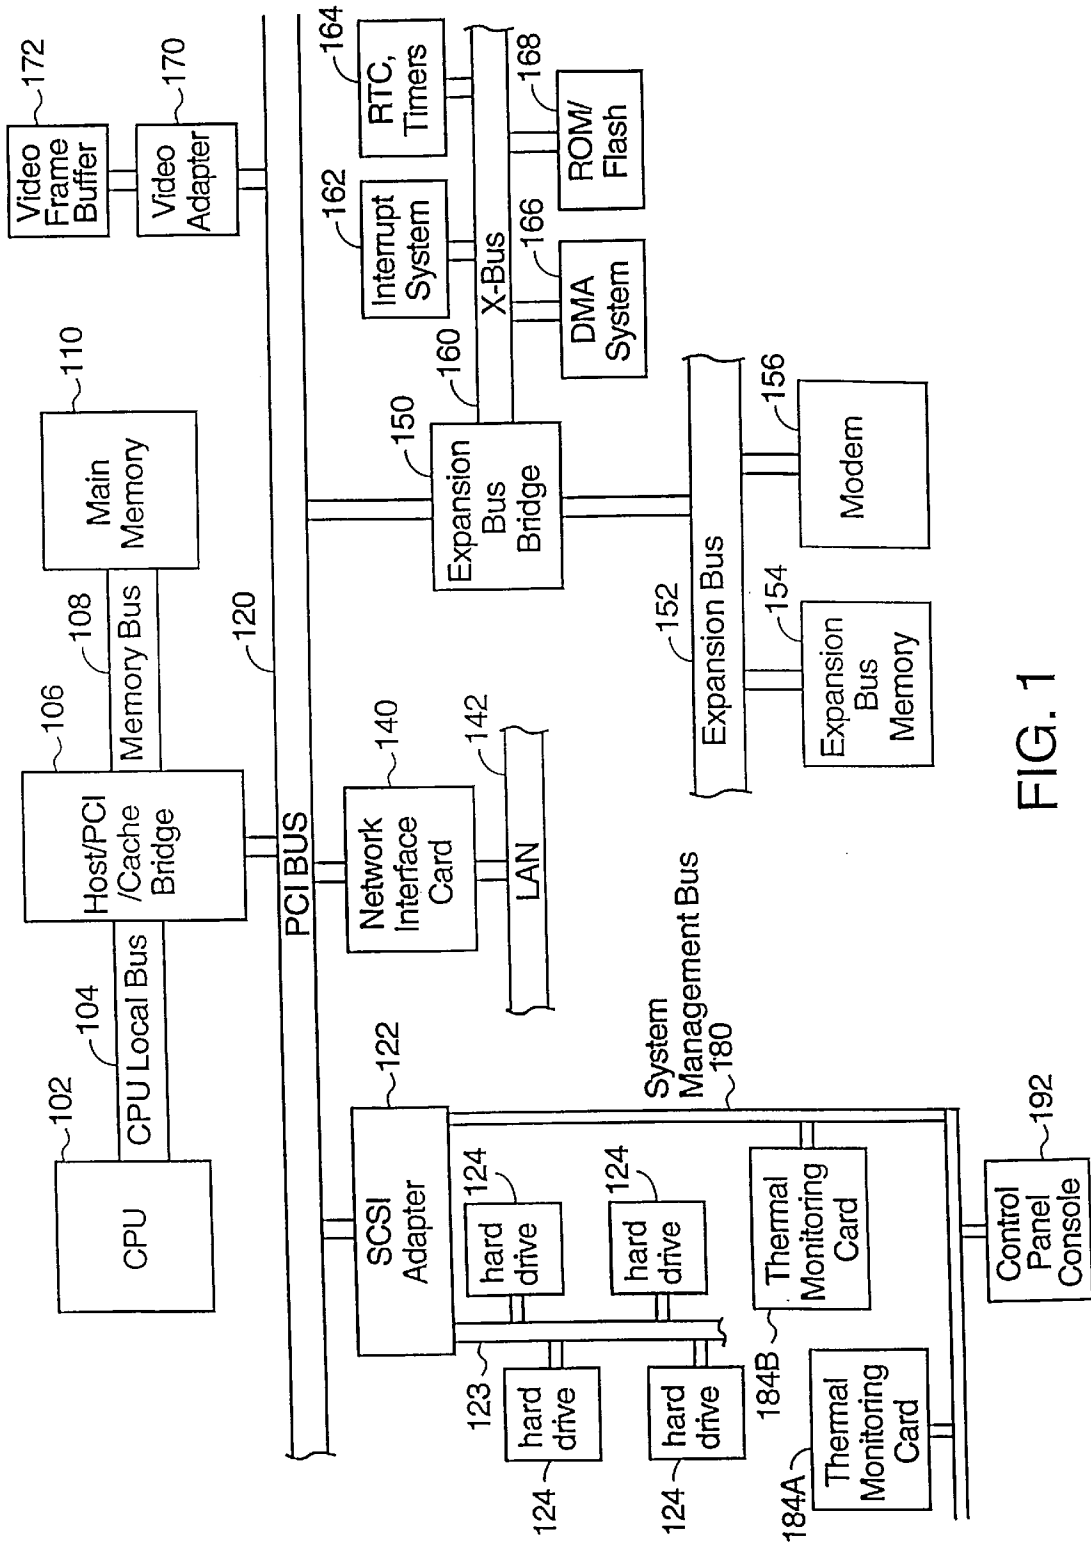 102
CPU
104
CPU Local Bus
106
Host/PCI
/Cache
Bridge
108
Memory Bus
110
Main
Memory
172
Video
Frame
Buffer
170
Video
Adapter
120
PCI BUS
122
SCSI
Adapter
123
124
hard
drive
124
hard
drive
124
hard
drive
124
hard
drive
System
Management Bus
180
184B
Thermal
Monitoring
Card
184A
Thermal
Monitoring
Card
192
Control
Panel
Console
140
Network
Interface
Card
142
LAN
150
Expansion
Bus
Bridge
160
X-Bus
162
Interrupt
System
164
RTC,
Timers
166
DMA
System
168
ROM/
Flash
152
Expansion Bus
154
Expansion
Bus
Memory
156
Modem
FIG. 1